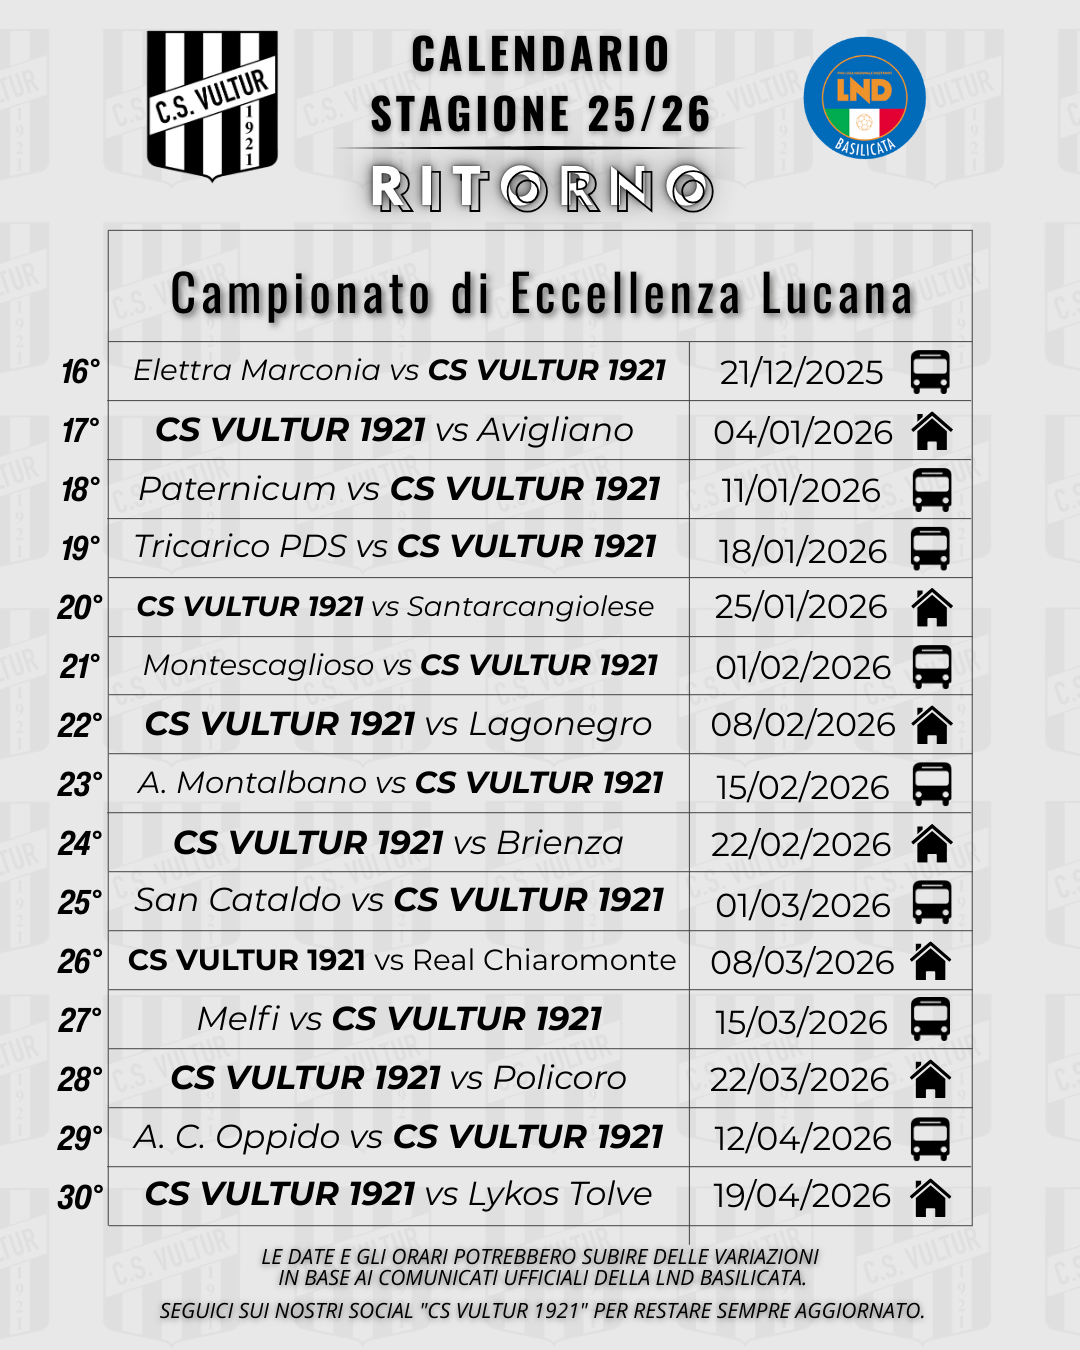 C.S. VULTUR
1921
CALENDARIO
STAGIONE 25/26
RITORNO
LND
BASILICATA
Campionato di Eccellenza Lucana
16° Elettra Marconia vs CS VULTUR 1921 21/12/2025
17° CS VULTUR 1921 vs Avigliano 04/01/2026
18° Paternicum vs CS VULTUR 1921 11/01/2026
19° Tricarico PDS vs CS VULTUR 1921 18/01/2026
20° CS VULTUR 1921 vs Santarcangiolese 25/01/2026
21° Montescaglioso vs CS VULTUR 1921 01/02/2026
22° CS VULTUR 1921 vs Lagonegro 08/02/2026
23° A. Montalbano vs CS VULTUR 1921 15/02/2026
24° CS VULTUR 1921 vs Brienza 22/02/2026
25° San Cataldo vs CS VULTUR 1921 01/03/2026
26° CS VULTUR 1921 vs Real Chiaromonte 08/03/2026
27° Melfi vs CS VULTUR 1921 15/03/2026
28° CS VULTUR 1921 vs Policoro 22/03/2026
29° A. C. Oppido vs CS VULTUR 1921 12/04/2026
30° CS VULTUR 1921 vs Lykos Tolve 19/04/2026
LE DATE E GLI ORARI POTREBBERO SUBIRE DELLE VARIAZIONI
IN BASE AI COMUNICATI UFFICIALI DELLA LND BASILICATA.
SEGUICI SUI NOSTRI SOCIAL "CS VULTUR 1921" PER RESTARE SEMPRE AGGIORNATO.